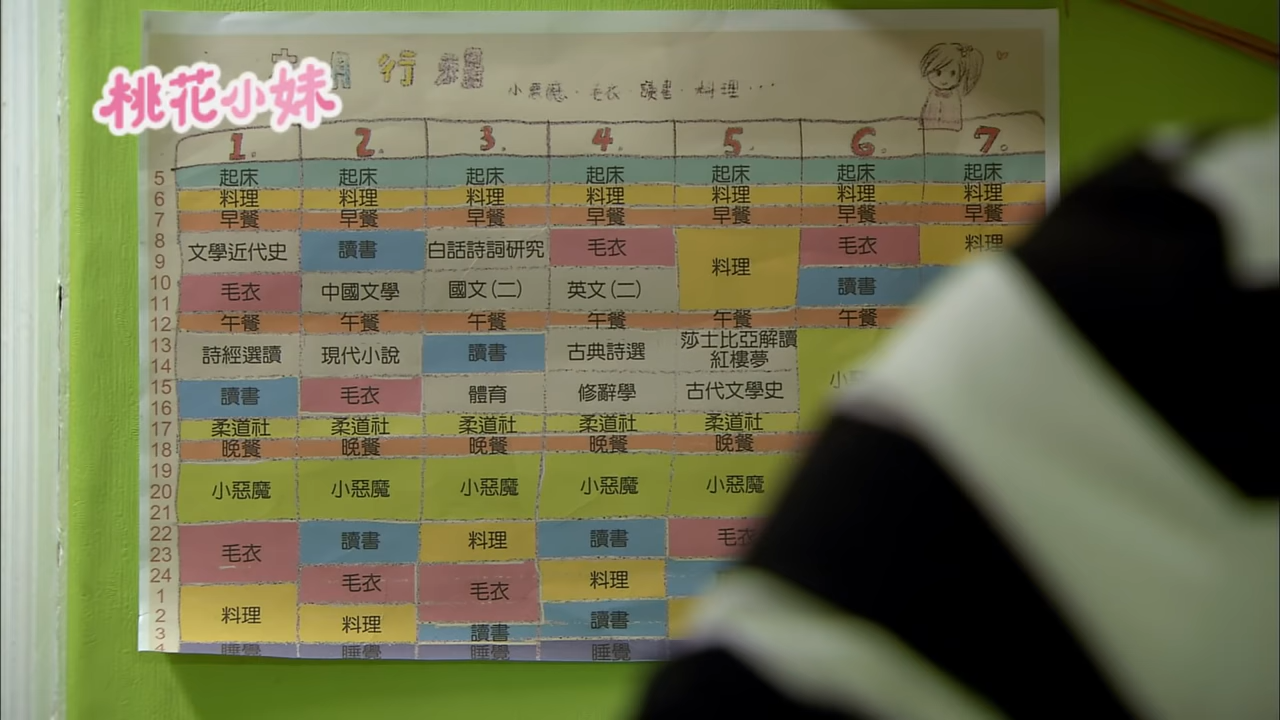 桃花小妹
行程
小惡魔．毛衣．讀書．料理...
1. 2. 3. 4. 5. 6. 7.
5 起床 起床 起床 起床 起床 起床 起床
6 料理 料理 料理 料理 料理 料理 料理
7 早餐 早餐 早餐 早餐 早餐 早餐 早餐
8 文學近代史 讀書 白話詩詞研究 毛衣 料理 毛衣 料理
9
10 毛衣 中國文學 國文(二) 英文(二) 讀書
11
12 午餐 午餐 午餐 午餐 午餐 午餐
13 詩經選讀 現代小說 讀書 古典詩選 莎士比亞解讀
14 紅樓夢
15 讀書 毛衣 體育 修辭學 古代文學史
16
17 柔道社 柔道社 柔道社 柔道社 柔道社
18 晚餐 晚餐 晚餐 晚餐 晚餐
19
20 小惡魔 小惡魔 小惡魔 小惡魔 小惡魔
21
22 毛衣 讀書 料理 讀書 毛衣
23
24 毛衣 毛衣 料理
1
2 料理 料理 讀書
3 讀書
4 睡覺 睡覺 睡覺 睡覺